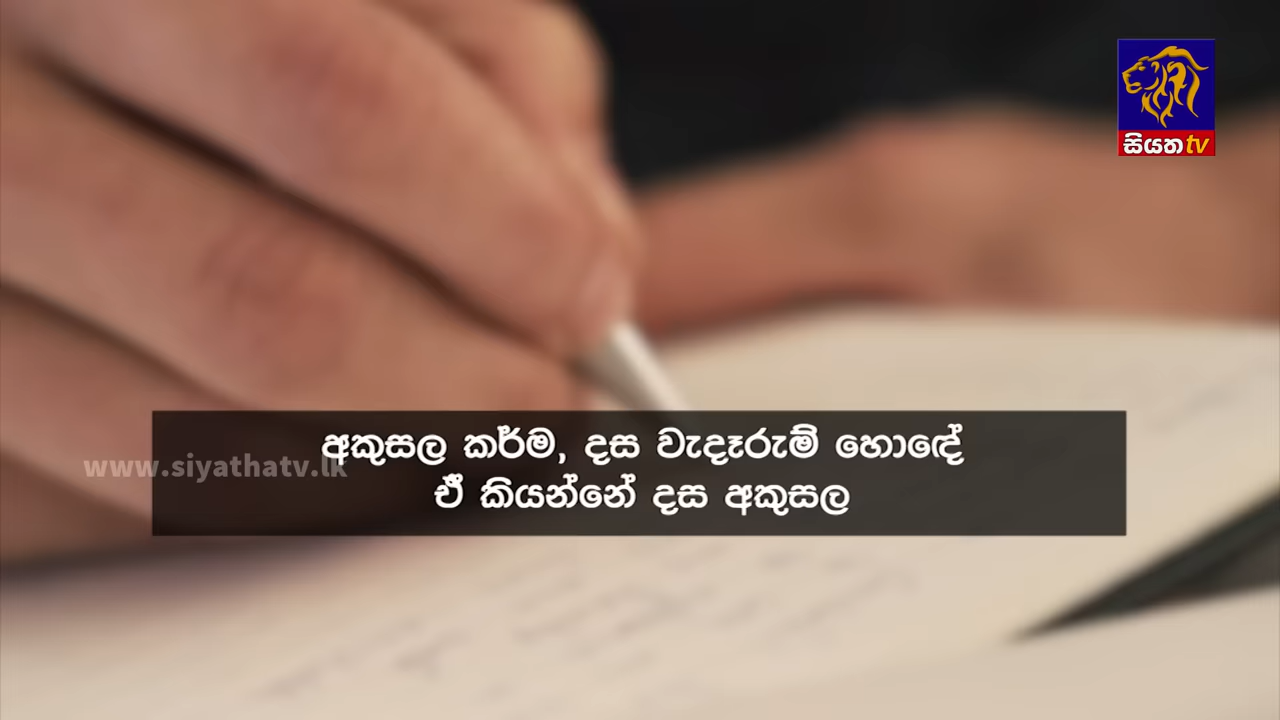 සියත tv
අකුසල කර්ම, දස වැදෑරුම් හොඳේ
www.siyathatv.lk
ඒ කියන්නේ දස අකුසල